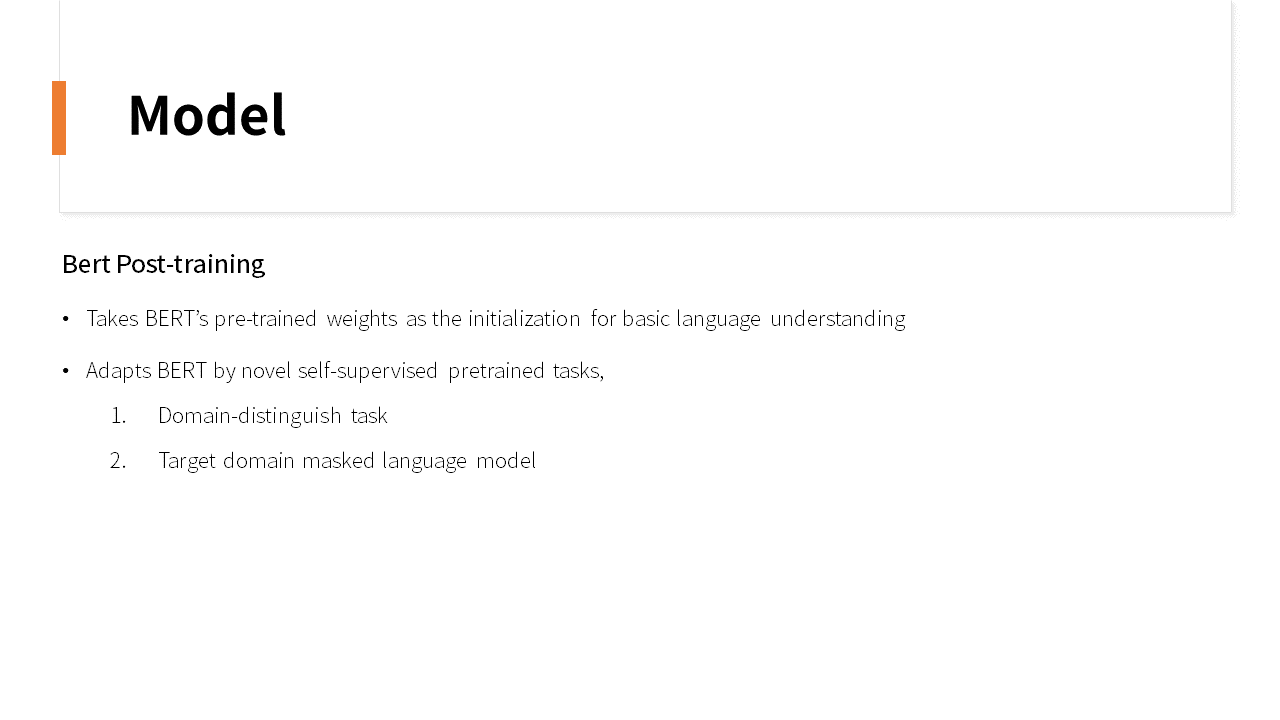 Model
Bert Post-training
• Takes BERT’s pre-trained weights as the initialization for basic language understanding
• Adapts BERT by novel self-supervised pretrained tasks,
1. Domain-distinguish task
2. Target domain masked language model